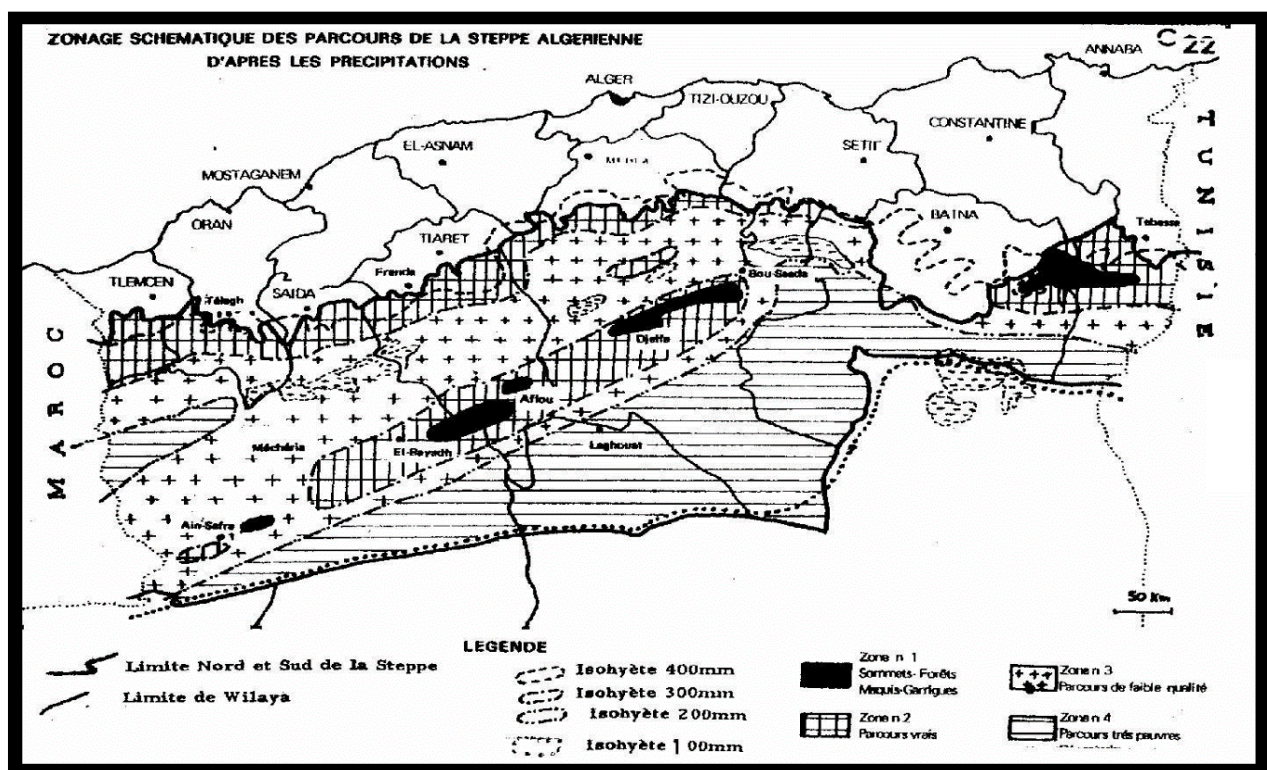 ZONAGE SCHEMATIQUE DES PARCOURS DE LA STEPPE ALGERIENNE
D'APRES LES PRECIPITATIONS
C 22
ANNABA
ALGER
TIZI-OUZOU
CONSTANTINE
SETIF
EL-ASNAM
MEDEA
MOSTAGANEM
ORAN
BATNA
Tebessa
TIARET
Frenda
TLEMCEN
Télagh
SAIDA
Bou-Saada
Djelfa
Aflou
Méchéria
El-Bayadh
Laghouat
Ain-Sefra
MAROC
TUNISIE
50 Km
LEGENDE
Limite Nord et Sud de la Steppe
Limite de Wilaya
Isohyète 400mm
Isohyète 300mm
Isohyète 200mm
Isohyète 100mm
Zone n 1
Sommets-Forêts
Maquis-Garrigues
Zone n 2
Parcours vrais
Zone n 3
Parcours de faible qualité
Zone n 4
Parcours trés pauvres